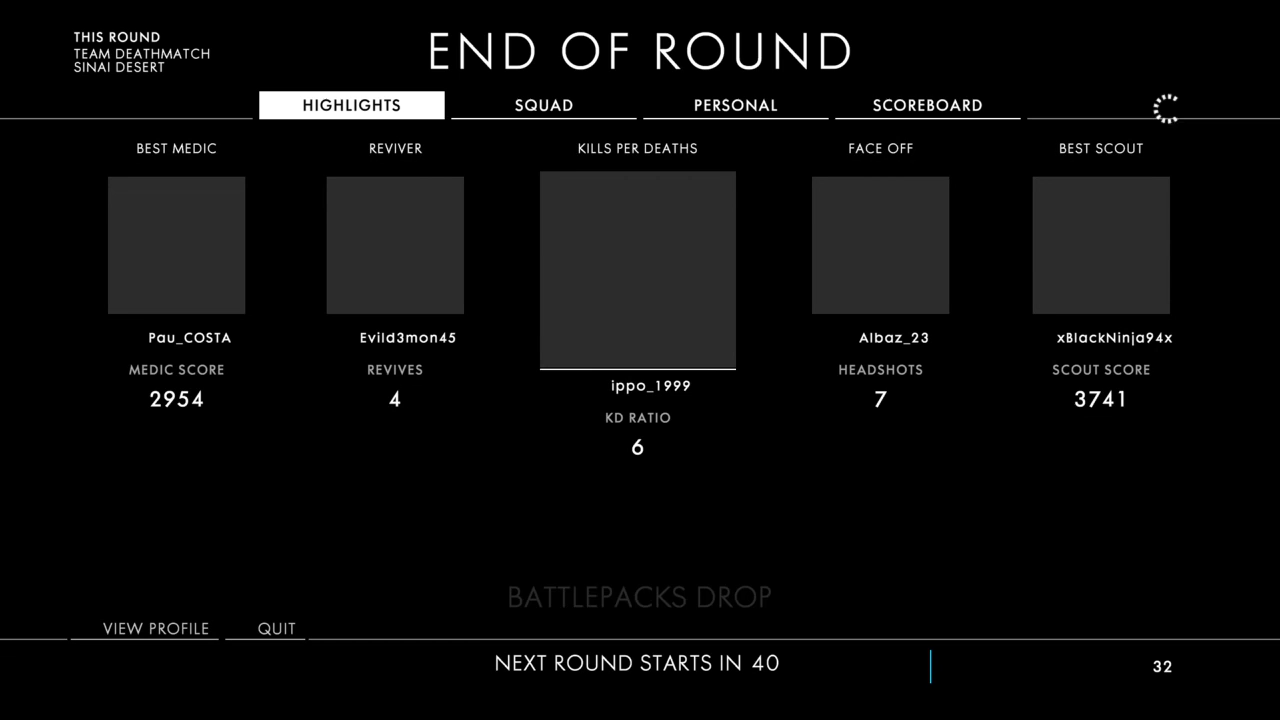 THIS ROUND
TEAM DEATHMATCH
SINAI DESERT
END OF ROUND
HIGHLIGHTS SQUAD PERSONAL SCOREBOARD
BEST MEDIC REVIVER KILLS PER DEATHS FACE OFF BEST SCOUT
Pau_COSTA Evild3mon45 Albaz_23 xBlackNinja94x
MEDIC SCORE REVIVES HEADSHOTS SCOUT SCORE
2954 4 7 3741
ippo_1999
KD RATIO
6
BATTLEPACKS DROP
VIEW PROFILE QUIT
NEXT ROUND STARTS IN 40
32